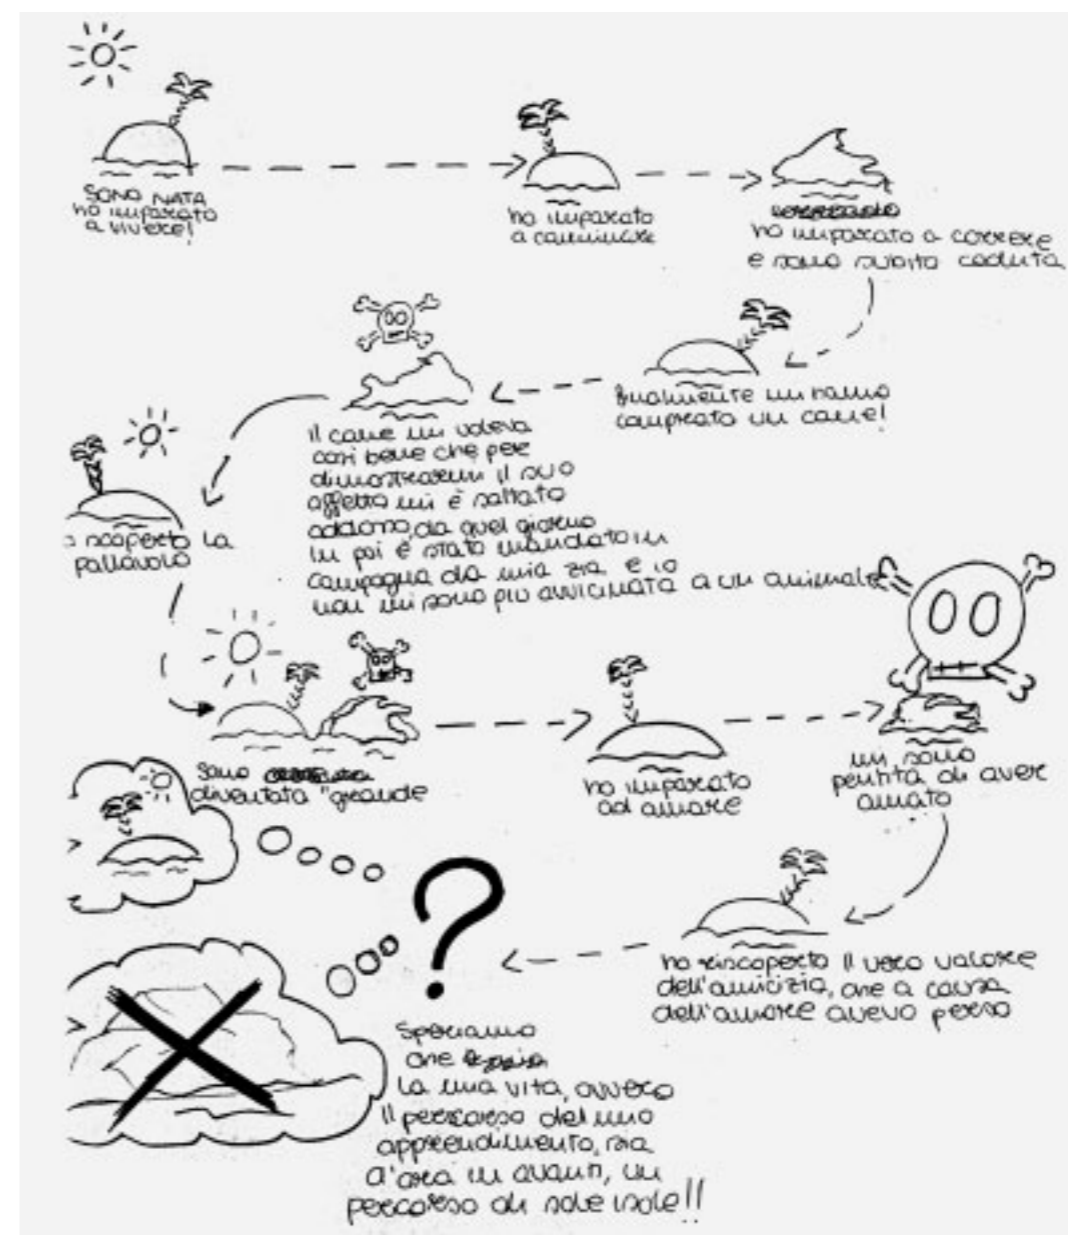 SONO NATA
ho imparato
a vivere!
ho imparato
a camminare
ho imparato a correre
e sono subito caduta
finalmente mi hanno
comprato un cane!
Il cane mi voleva
così bene che per
dimostrarmi il suo
affetto mi è saltato
addosso, da quel giorno
in poi è stato mandato in
campagna da mia zia e io
non mi sono più avvicinata a un animale
scoperto la
pallavolo
sono
diventata "grande
ho imparato
ad amare
mi sono
pentita di aver
amato
ho riscoperto il vero valore
dell'amicizia, che a causa
dell'amore avevo perso
?
Speriamo
che
la mia vita, ovvero
il percorso del mio
apprendimento, sia
d'ora in avanti, un
percorso di sole isole!!